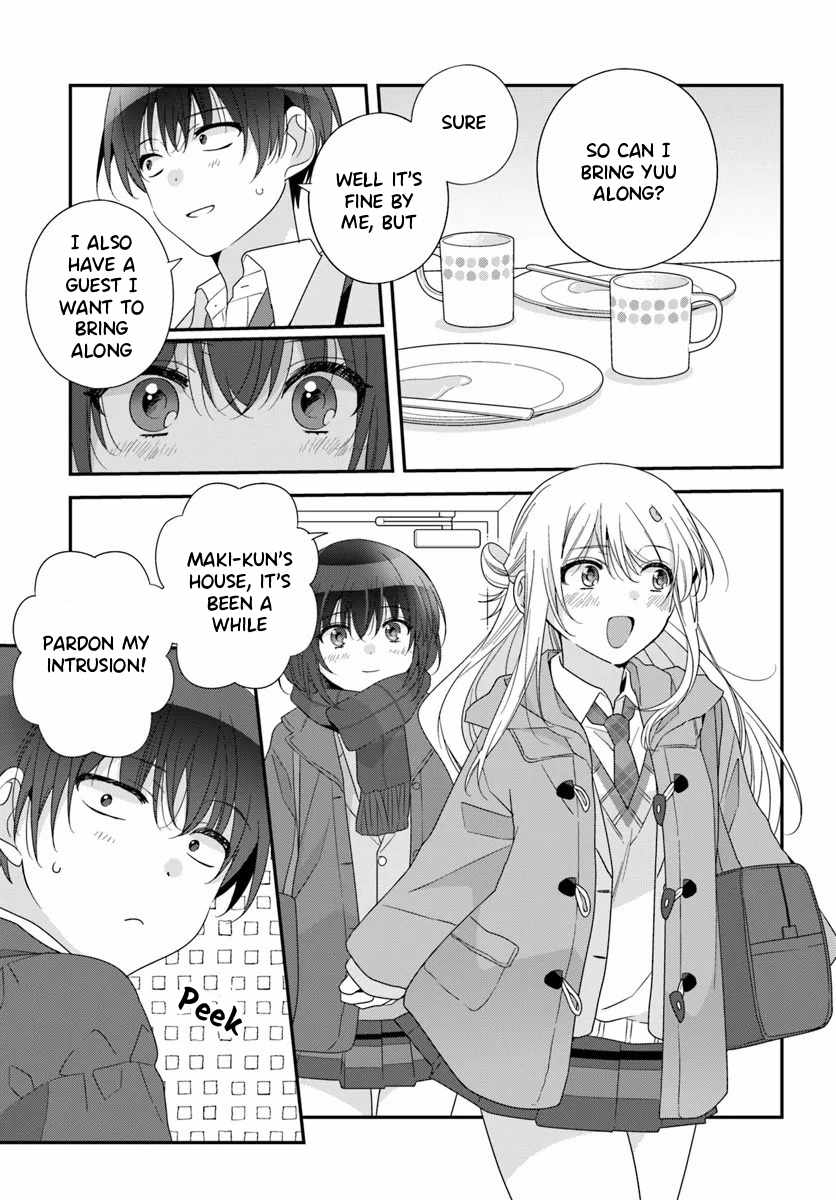 SO CAN I
BRING YUU
ALONG?
SURE
WELL IT'S
FINE BY
ME, BUT
I ALSO
HAVE A
GUEST I
WANT TO
BRING
ALONG
MAKI-KUN'S
HOUSE, IT'S
BEEN A
WHILE
PARDON MY
INTRUSION!
Peek